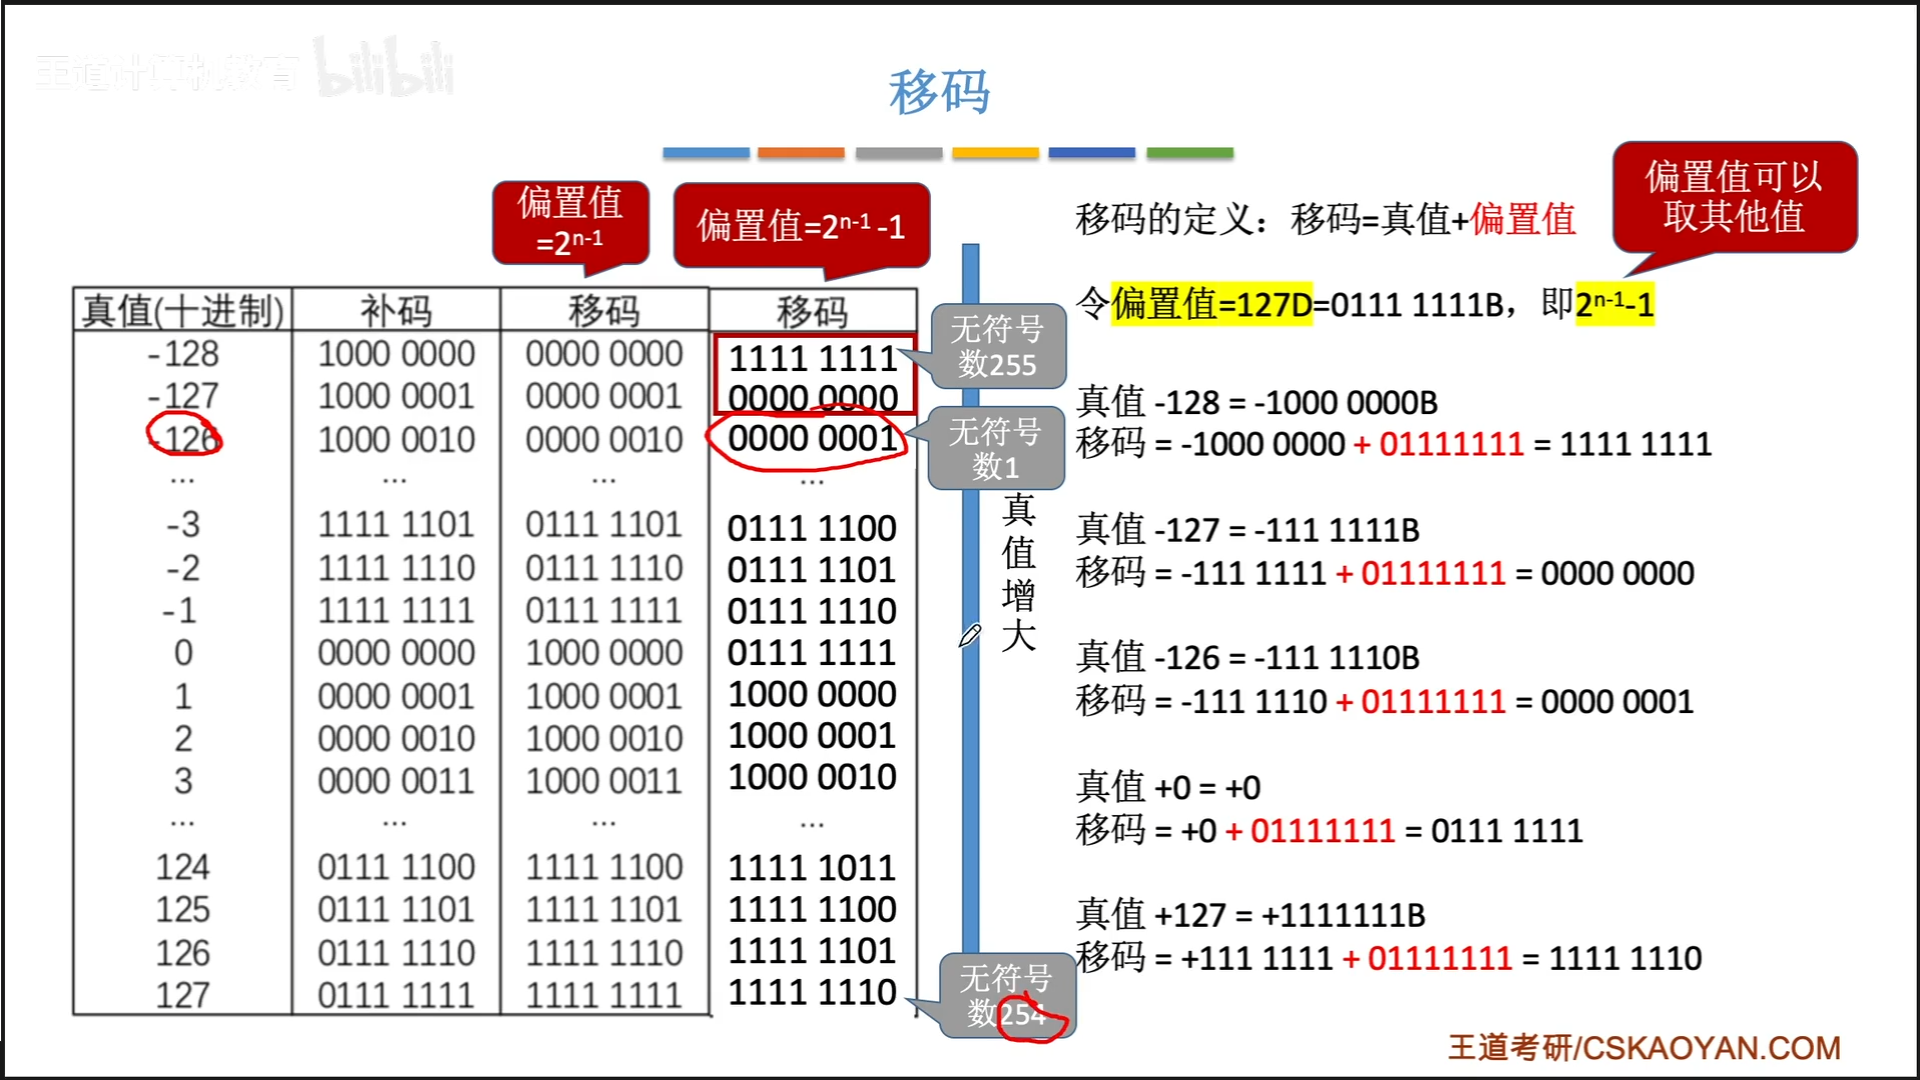 王道计算机教育 bilibili
移码
偏置值
=2ⁿ⁻¹
偏置值=2ⁿ⁻¹ -1
偏置值可以
取其他值
移码的定义：移码=真值+偏置值
令偏置值=127D=0111 1111B，即2ⁿ⁻¹-1
真值(十进制) 补码 移码 移码
-128 1000 0000 0000 0000 1111 1111
-127 1000 0001 0000 0001 0000 0000
-126 1000 0010 0000 0010 0000 0001
... ... ... ...
-3 1111 1101 0111 1101 0111 1100
-2 1111 1110 0111 1110 0111 1101
-1 1111 1111 0111 1111 0111 1110
0 0000 0000 1000 0000 0111 1111
1 0000 0001 1000 0001 1000 0000
2 0000 0010 1000 0010 1000 0001
3 0000 0011 1000 0011 1000 0010
... ... ... ...
124 0111 1100 1111 1100 1111 1011
125 0111 1101 1111 1101 1111 1100
126 0111 1110 1111 1110 1111 1101
127 0111 1111 1111 1111 1111 1110
无符号
数255
无符号
数1
真
值
增
大
无符号
数254
真值 -128 = -1000 0000B
移码 = -1000 0000 + 01111111 = 1111 1111
真值 -127 = -111 1111B
移码 = -111 1111 + 01111111 = 0000 0000
真值 -126 = -111 1110B
移码 = -111 1110 + 01111111 = 0000 0001
真值 +0 = +0
移码 = +0 + 01111111 = 0111 1111
真值 +127 = +1111111B
移码 = +111 1111 + 01111111 = 1111 1110
王道考研/CSKAOYAN.COM